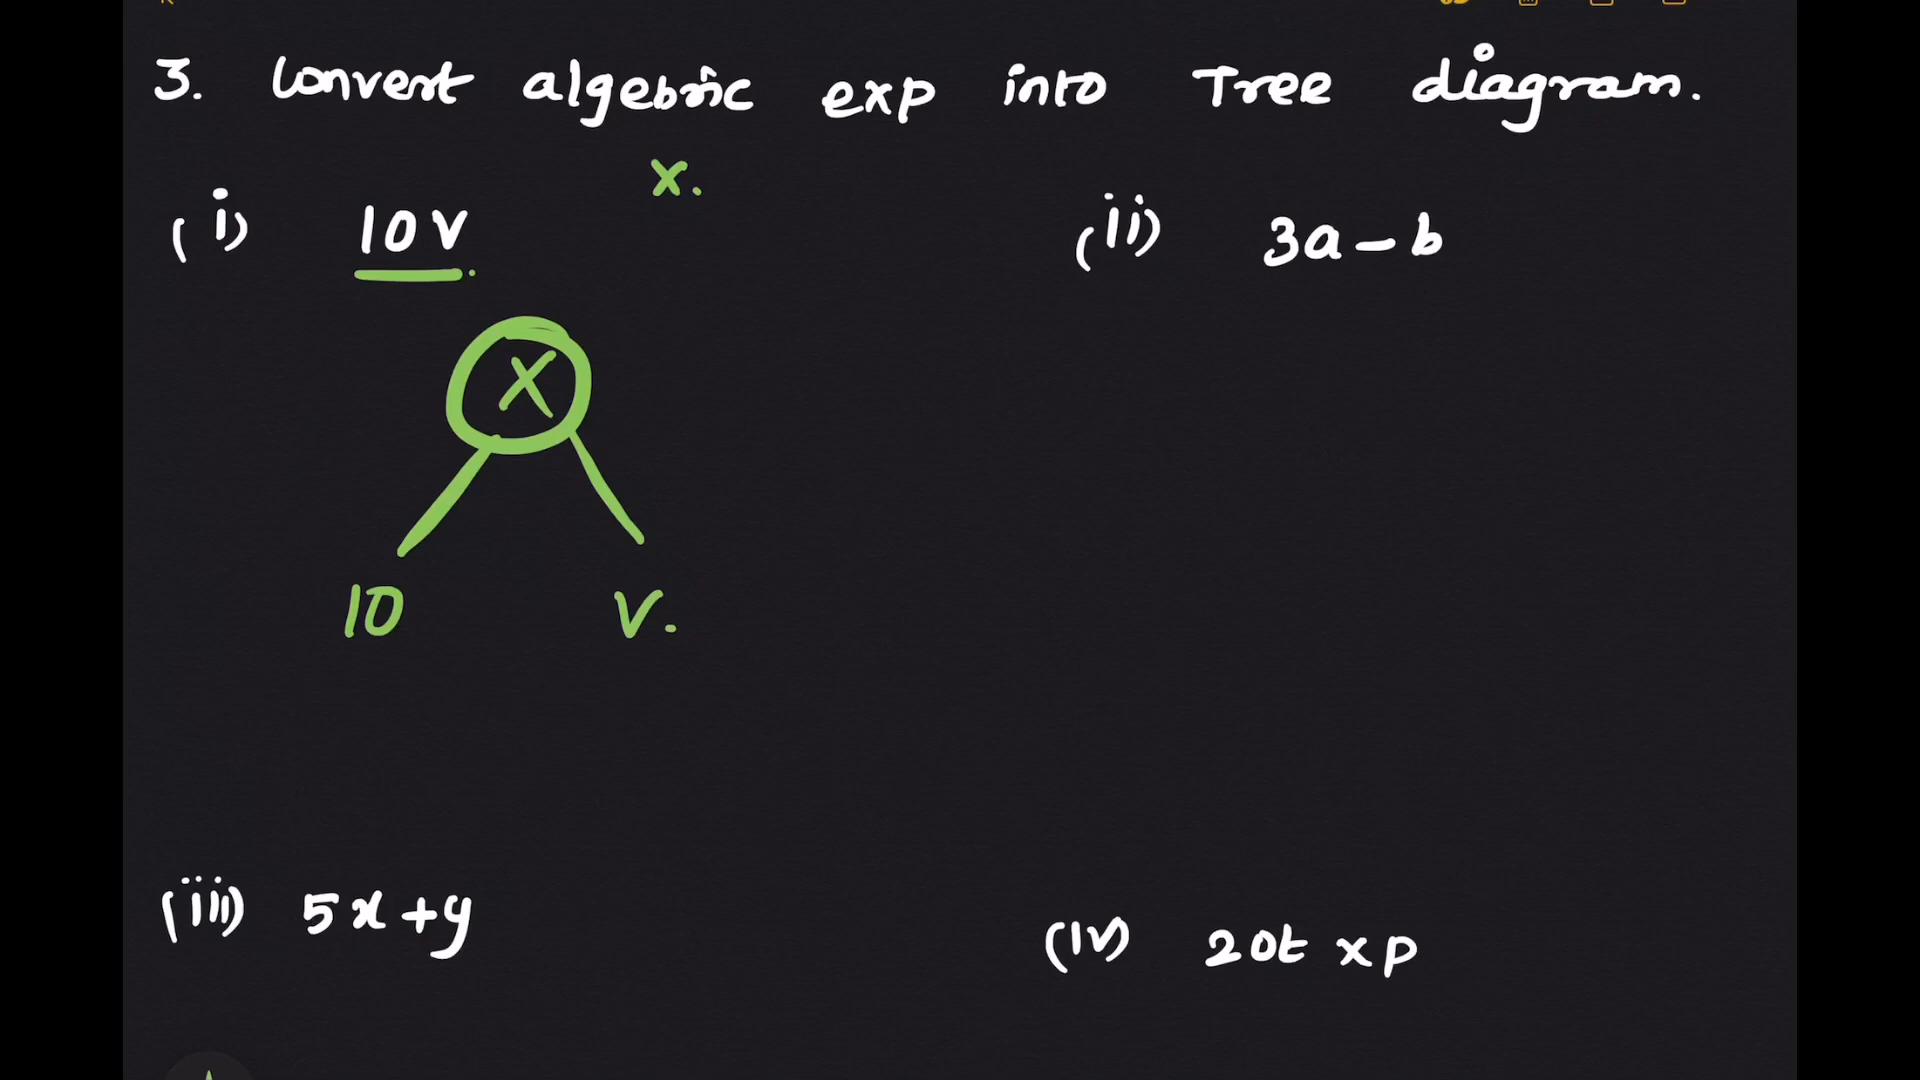 3. Convert algebric exp into Tree diagram.
x.
(i) 10V
(ii) 3a - b
X
10 V.
(iii) 5x + y
(iv) 20t x p